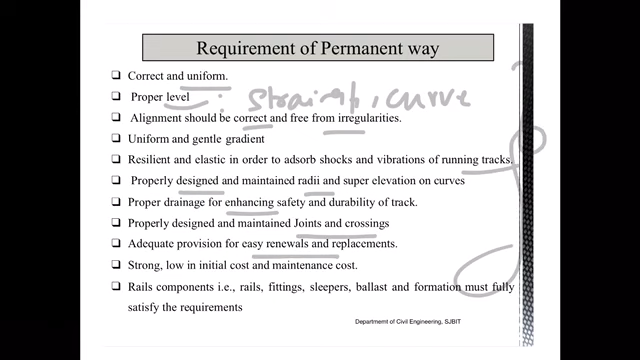 Requirement of Permanent way
❑ Correct and uniform.
❑ Proper level : straight, curve
❑ Alignment should be correct and free from irregularities.
❑ Uniform and gentle gradient
❑ Resilient and elastic in order to adsorb shocks and vibrations of running tracks.
❑ Properly designed and maintained radii and super elevation on curves
❑ Proper drainage for enhancing safety and durability of track.
❑ Properly designed and maintained Joints and crossings
❑ Adequate provision for easy renewals and replacements.
❑ Strong, low in initial cost and maintenance cost.
❑ Rails components i.e., rails, fittings, sleepers, ballast and formation must fully
satisfy the requirements
Departmemt of Civil Engineering, SJBIT